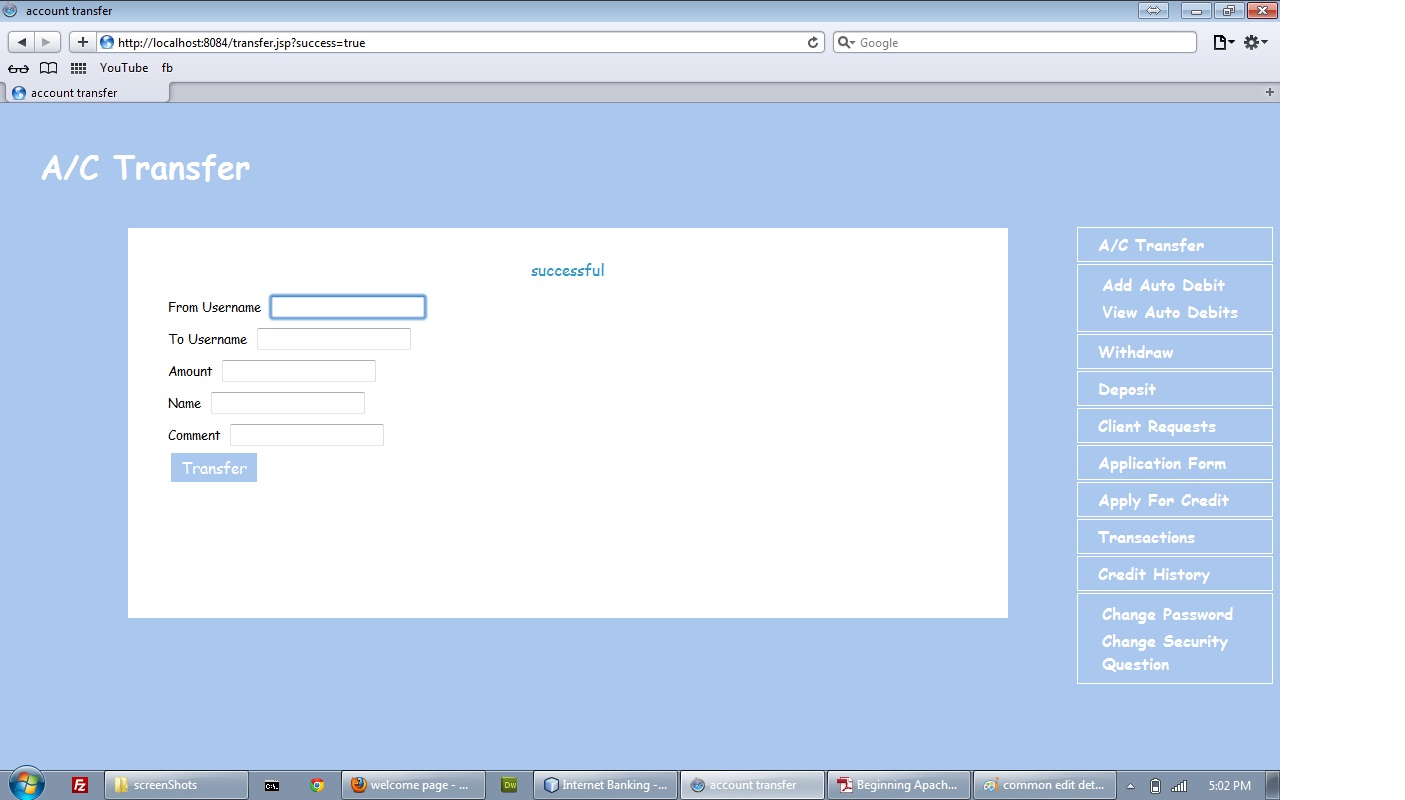 account transfer
http://localhost:8084/transfer.jsp?success=true
Google
YouTube fb
account transfer
A/C Transfer
successful
From Username
To Username
Amount
Name
Comment
Transfer
A/C Transfer
Add Auto Debit
View Auto Debits
Withdraw
Deposit
Client Requests
Application Form
Apply For Credit
Transactions
Credit History
Change Password
Change Security
Question
screenShots
welcome page - ...
Internet Banking -...
account transfer
Beginning Apach...
common edit det...
5:02 PM